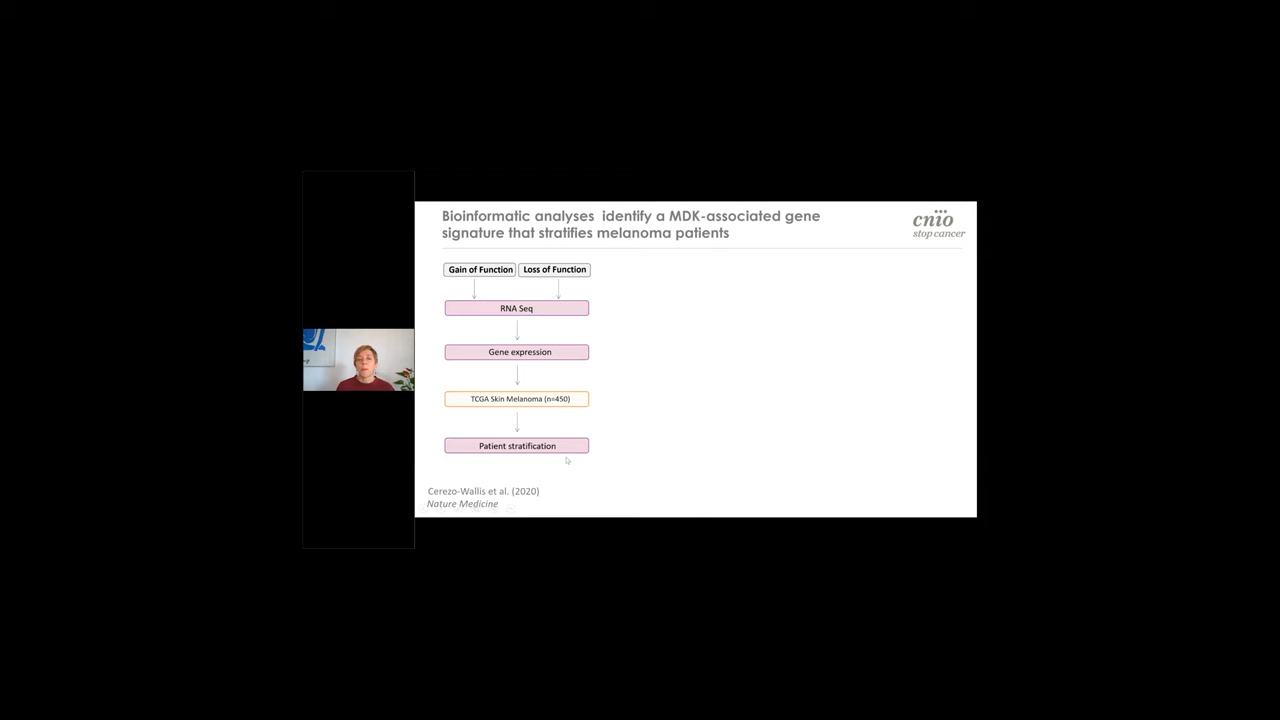 Bioinformatic analyses identify a MDK-associated gene
signature that stratifies melanoma patients
cnio
stop cancer
Gain of Function
Loss of Function
RNA Seq
Gene expression
TCGA Skin Melanoma (n=450)
Patient stratification
Cerezo-Wallis et al. (2020)
Nature Medicine